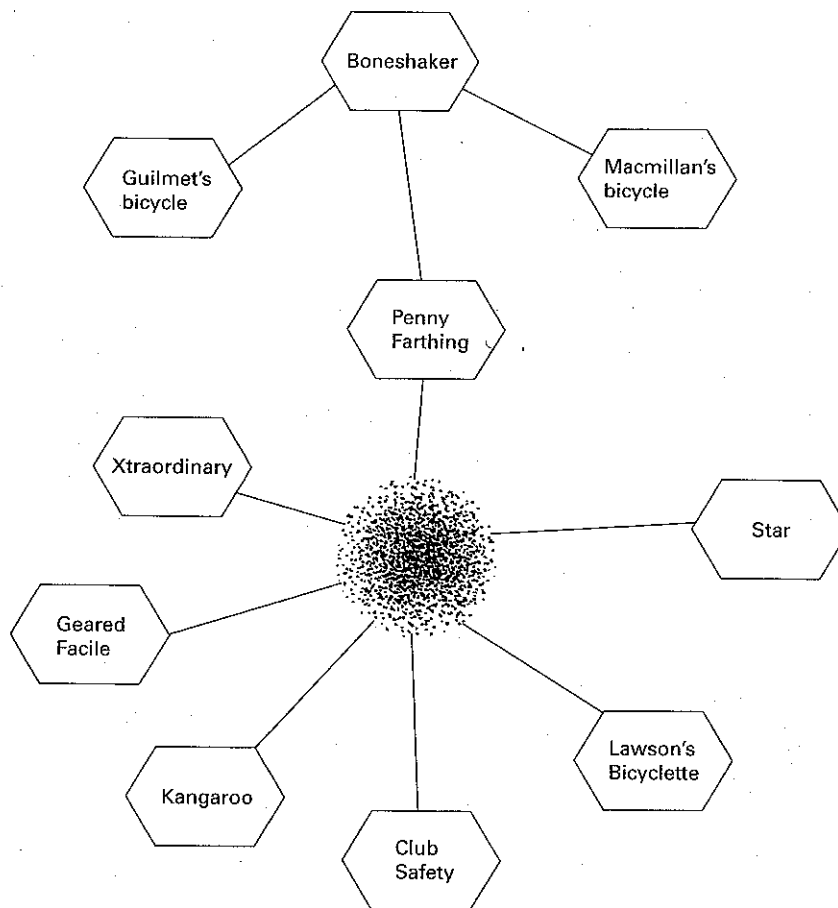 Boneshaker
Guilmet's
bicycle
Macmillan's
bicycle
Penny
Farthing
Xtraordinary
Star
Geared
Facile
Lawson's
Bicyclette
Kangaroo
Club
Safety